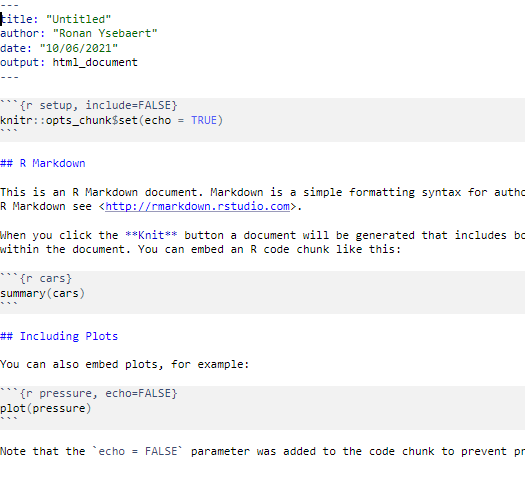 ---
title: "Untitled"
author: "Ronan Ysebaert"
date: "10/06/2021"
output: html_document
---
```{r setup, include=FALSE}
knitr::opts_chunk$set(echo = TRUE)
```
## R Markdown
This is an R Markdown document. Markdown is a simple formatting syntax for
R Markdown see <http://rmarkdown.rstudio.com>.
When you click the **Knit** button a document will be generated that includes
within the document. You can embed an R code chunk like this:
```{r cars}
summary(cars)
```
## Including Plots
You can also embed plots, for example:
```{r pressure, echo=FALSE}
plot(pressure)
```
Note that the `echo = FALSE` parameter was added to the code chunk to prevent